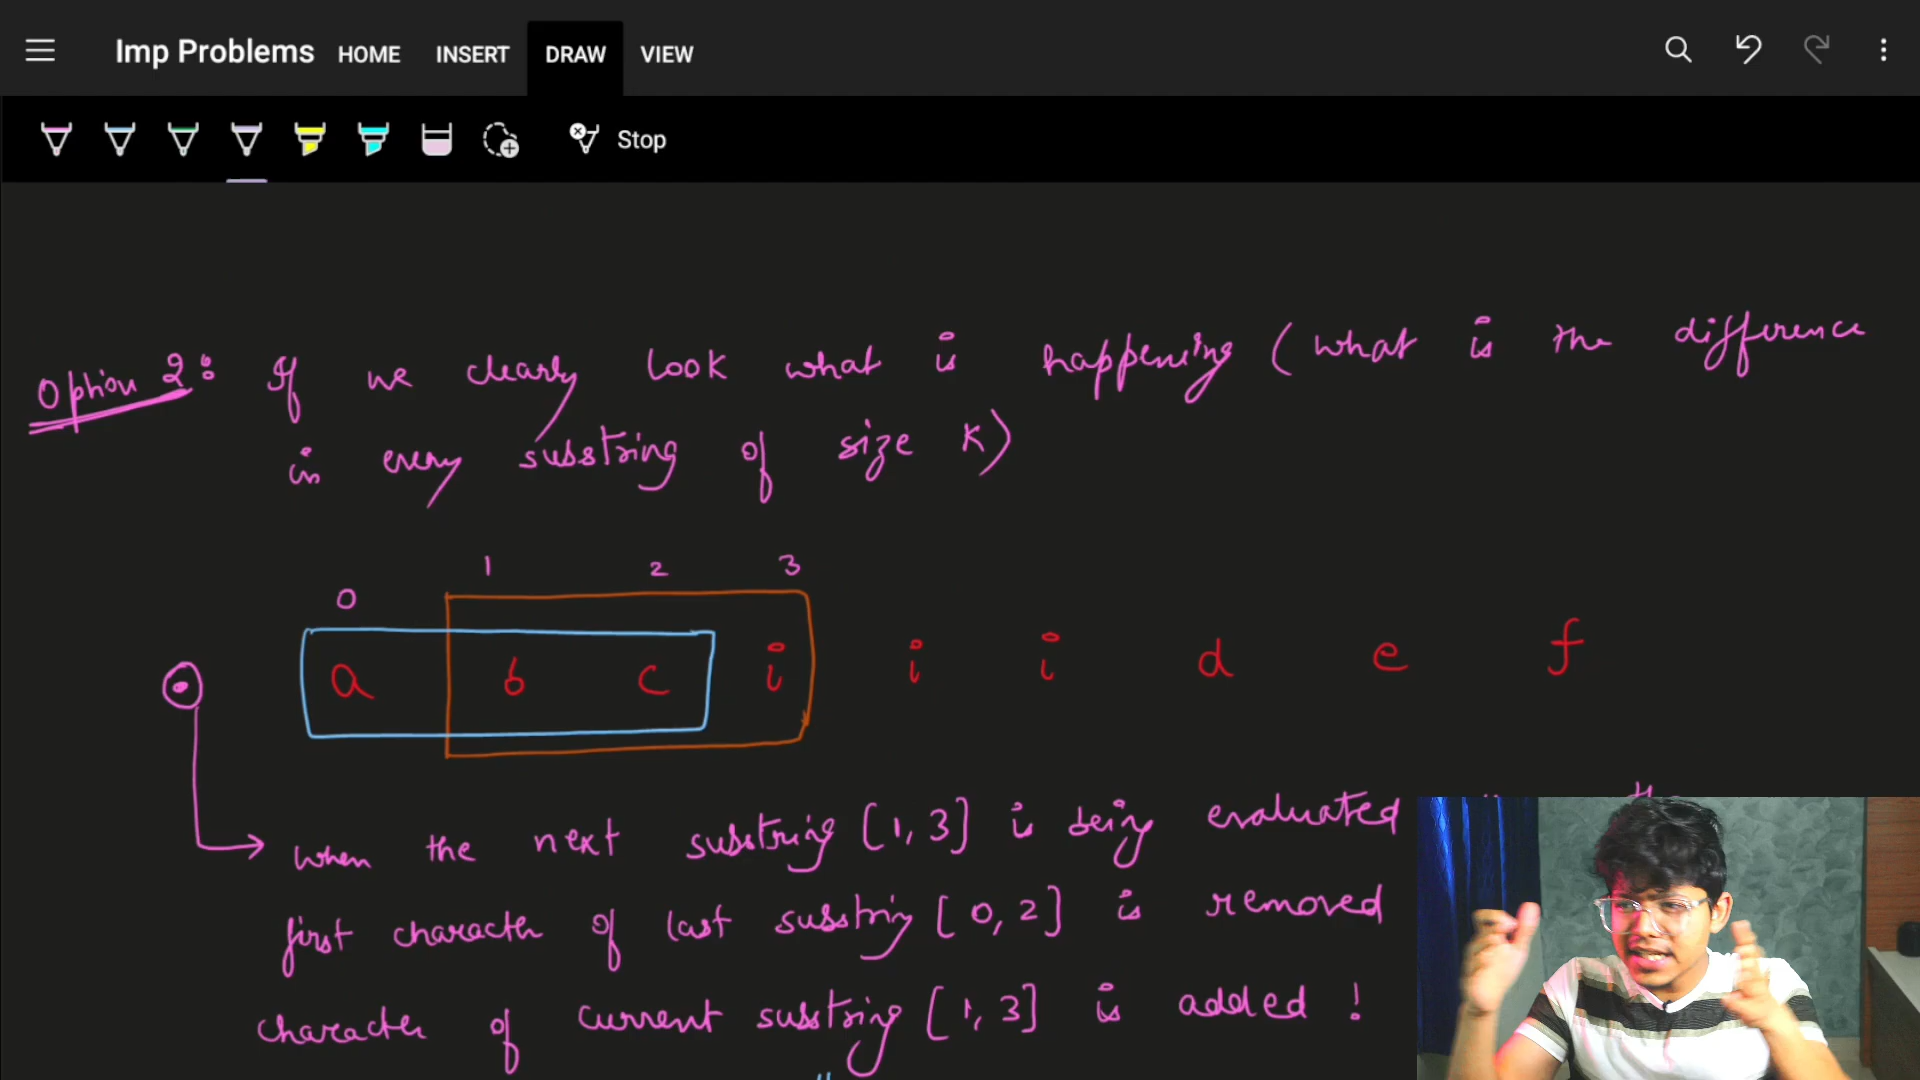 Imp Problems HOME INSERT DRAW VIEW
Stop
Option 2: If we clearly look what is happening (what is the difference
in every substring of size K)
0 1 2 3
a b c i i i d e f
When the next substring [1, 3] is being evaluated
first character of last substring [0, 2] is removed
character of current substring [1, 3] is added !